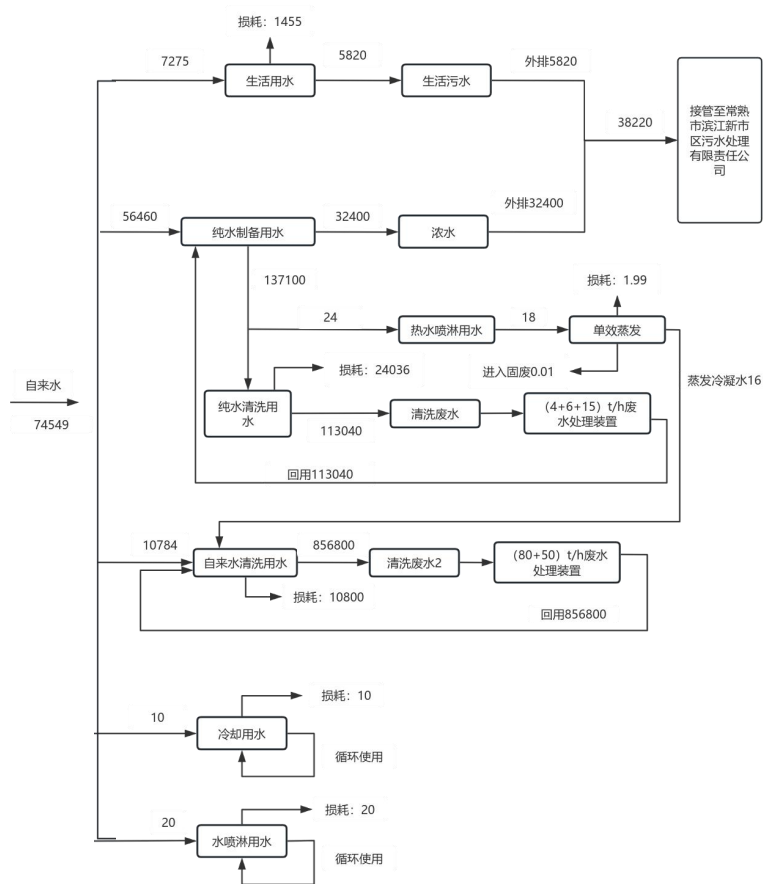 损耗：1455
7275
生活用水
5820
生活污水
外排5820
38220
接管至常熟
市滨江新市
区污水处理
有限责任公
司
56460
纯水制备用水
32400
浓水
外排32400
137100
24
热水喷淋用水
18
损耗：1.99
单效蒸发
进入固废0.01
蒸发冷凝水16
自来水
74549
损耗：24036
纯水清洗用
水
113040
清洗废水
（4+6+15）t/h废
水处理装置
回用113040
10784
自来水清洗用水
856800
清洗废水2
（80+50）t/h废水
处理装置
损耗：10800
回用856800
损耗：10
10
冷却用水
循环使用
损耗：20
20
水喷淋用水
循环使用